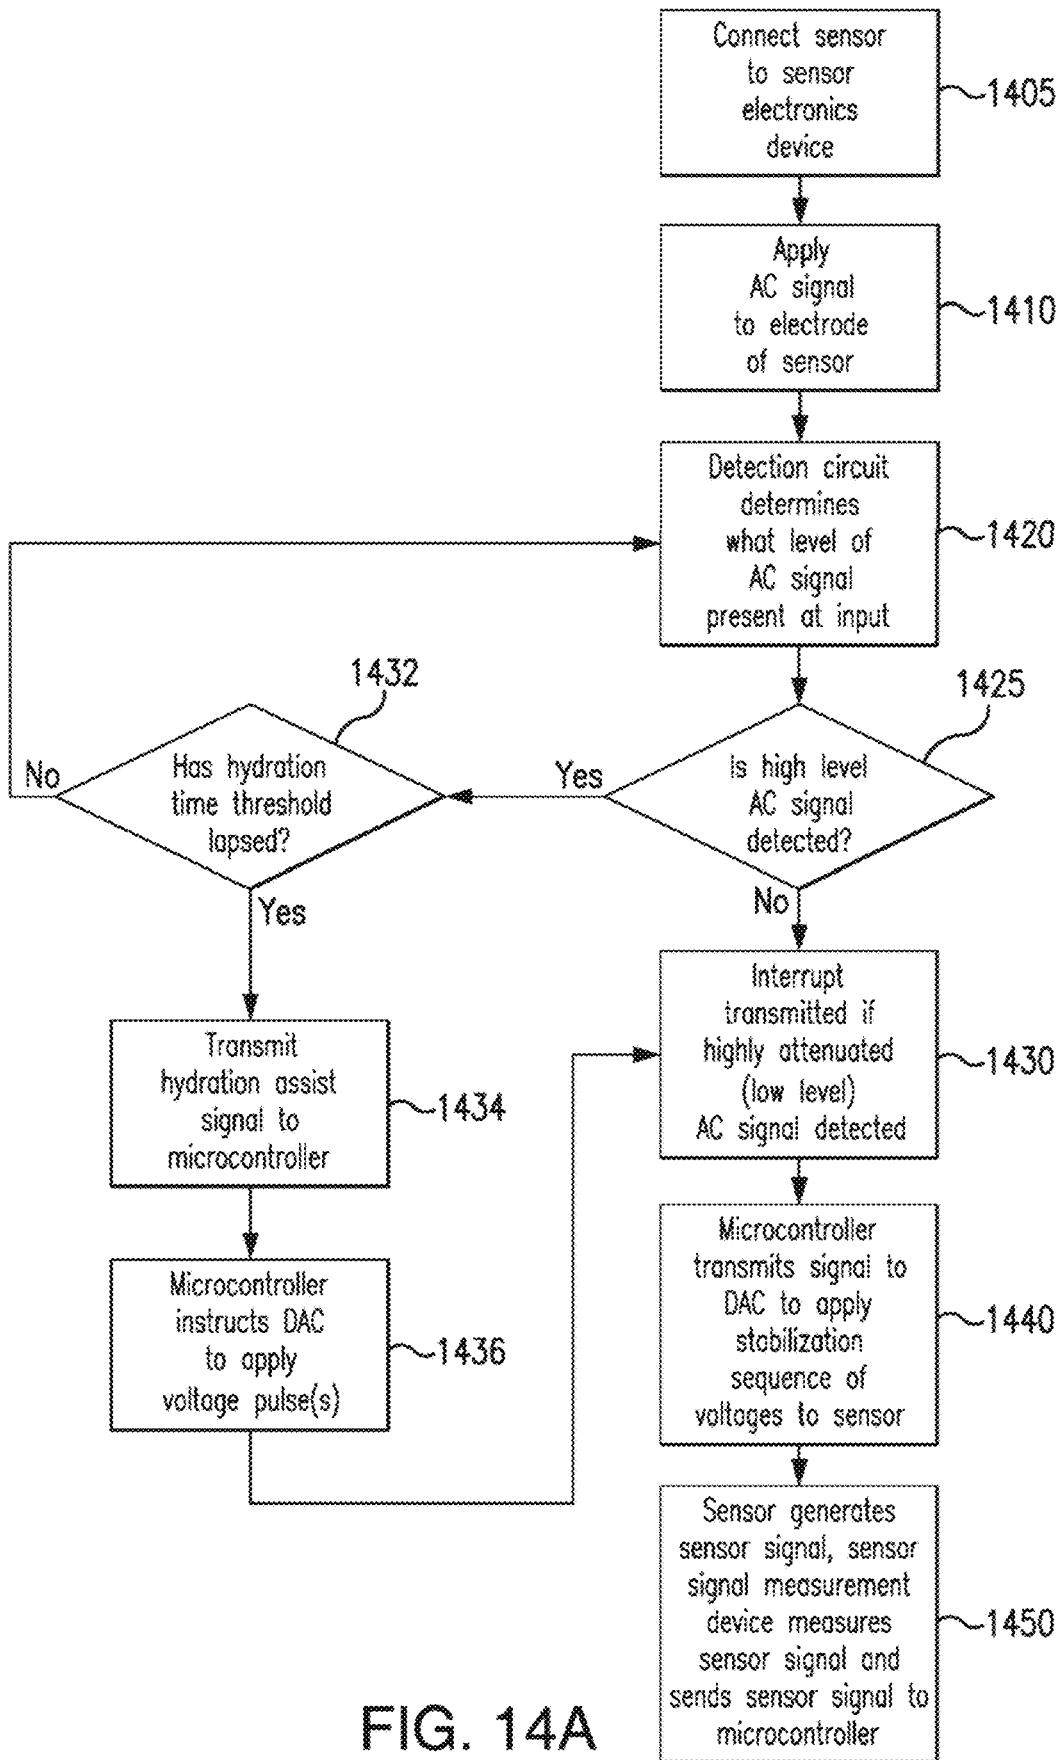 Connect sensor
to sensor
electronics
device
1405
Apply
AC signal
to electrode
of sensor
1410
Detection circuit
determines
what level of
AC signal
present at input
1420
1432
1425
No
Has hydration
time threshold
lapsed?
Yes
Is high level
AC signal
detected?
Yes
No
Interrupt
transmitted if
highly attenuated
(low level)
AC signal detected
1430
Transmit
hydration assist
signal to
microcontroller
1434
Microcontroller
instructs DAC
to apply
voltage pulse(s)
1436
Microcontroller
transmits signal to
DAC to apply
stabilization
sequence of
voltages to sensor
1440
Sensor generates
sensor signal, sensor
signal measurement
device measures
sensor signal and
sends sensor signal to
microcontroller
1450
FIG. 14A